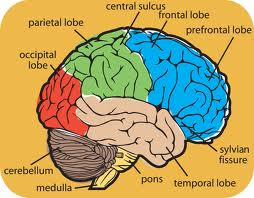 central sulcus
frontal lobe
parietal lobe
prefrontal lobe
occipital
lobe
sylvian
fissure
cerebellum
medulla
pons
temporal lobe